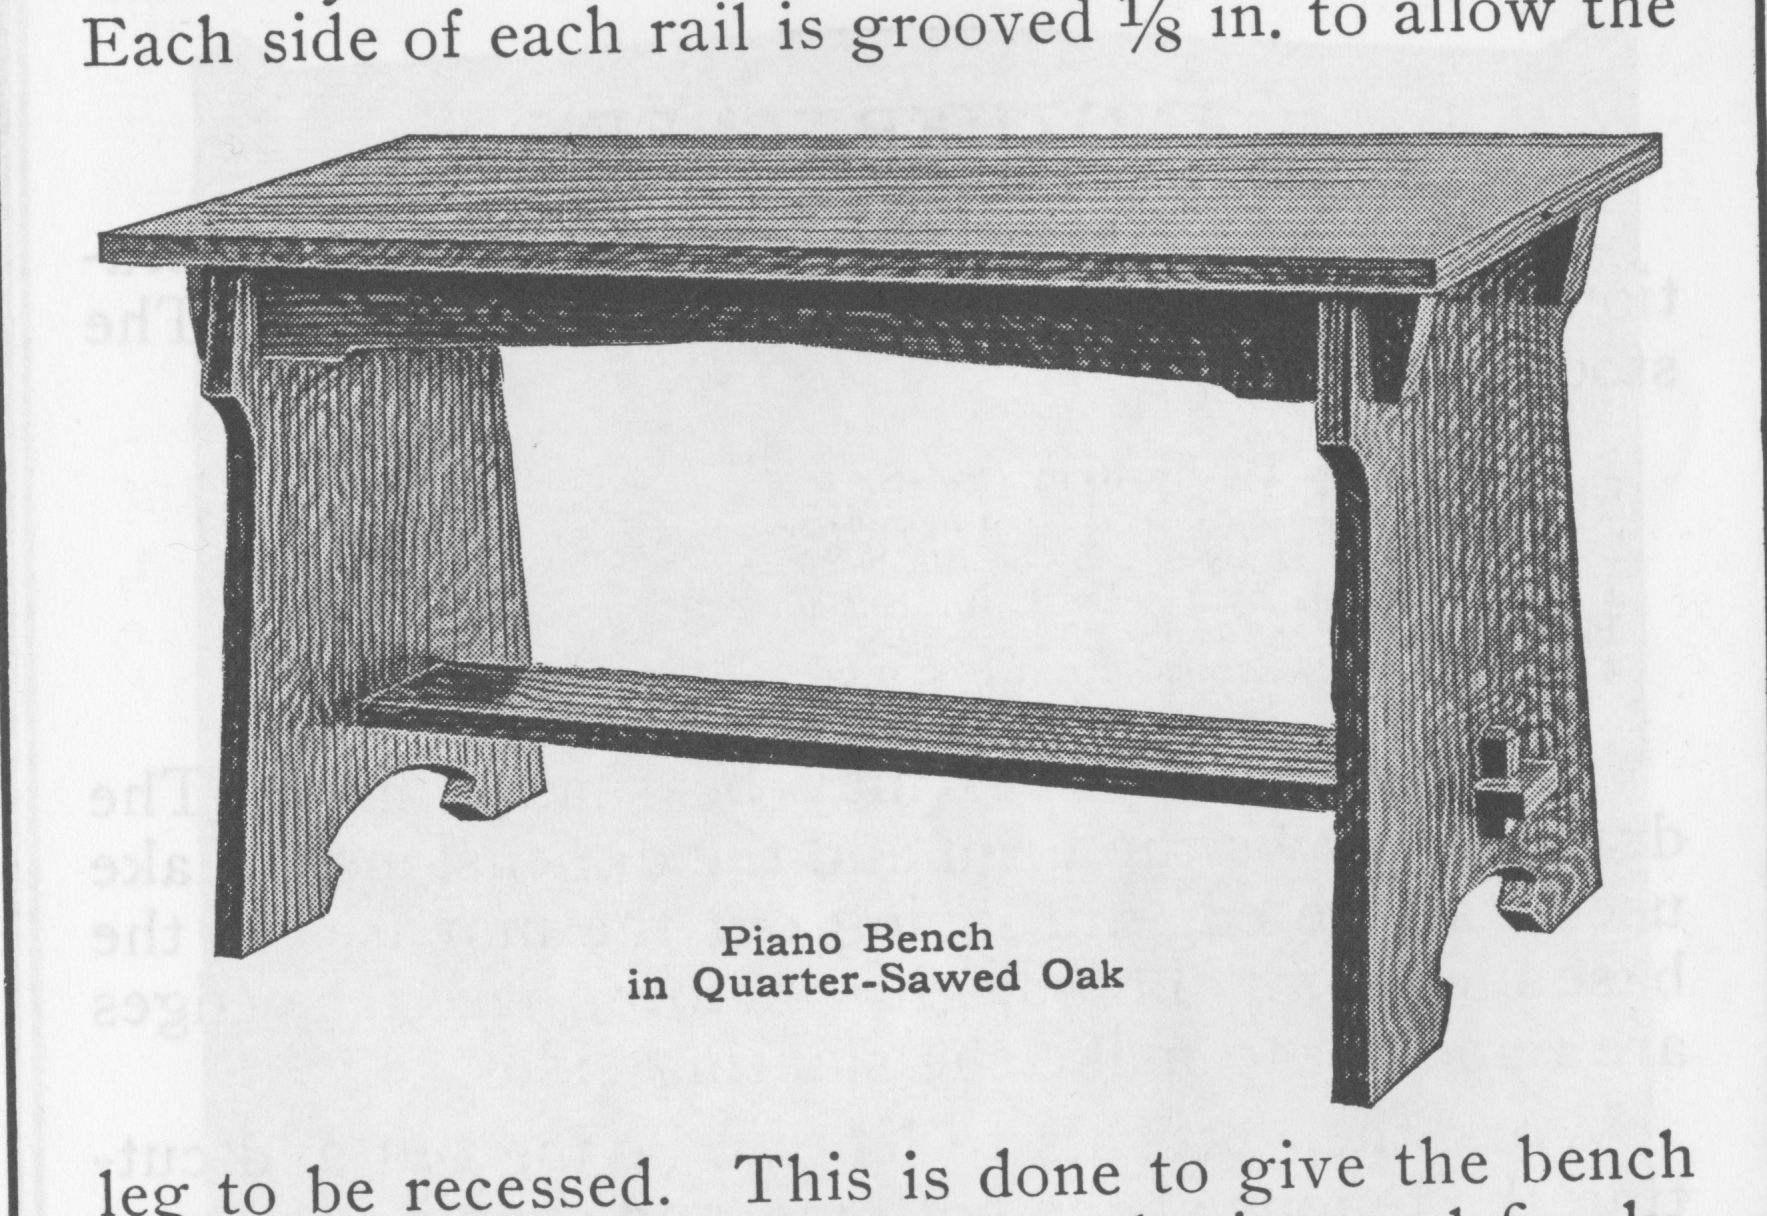 Each side of each rail is grooved ⅛ in. to allow the
Piano Bench
in Quarter-Sawed Oak
leg to be recessed. This is done to give the bench